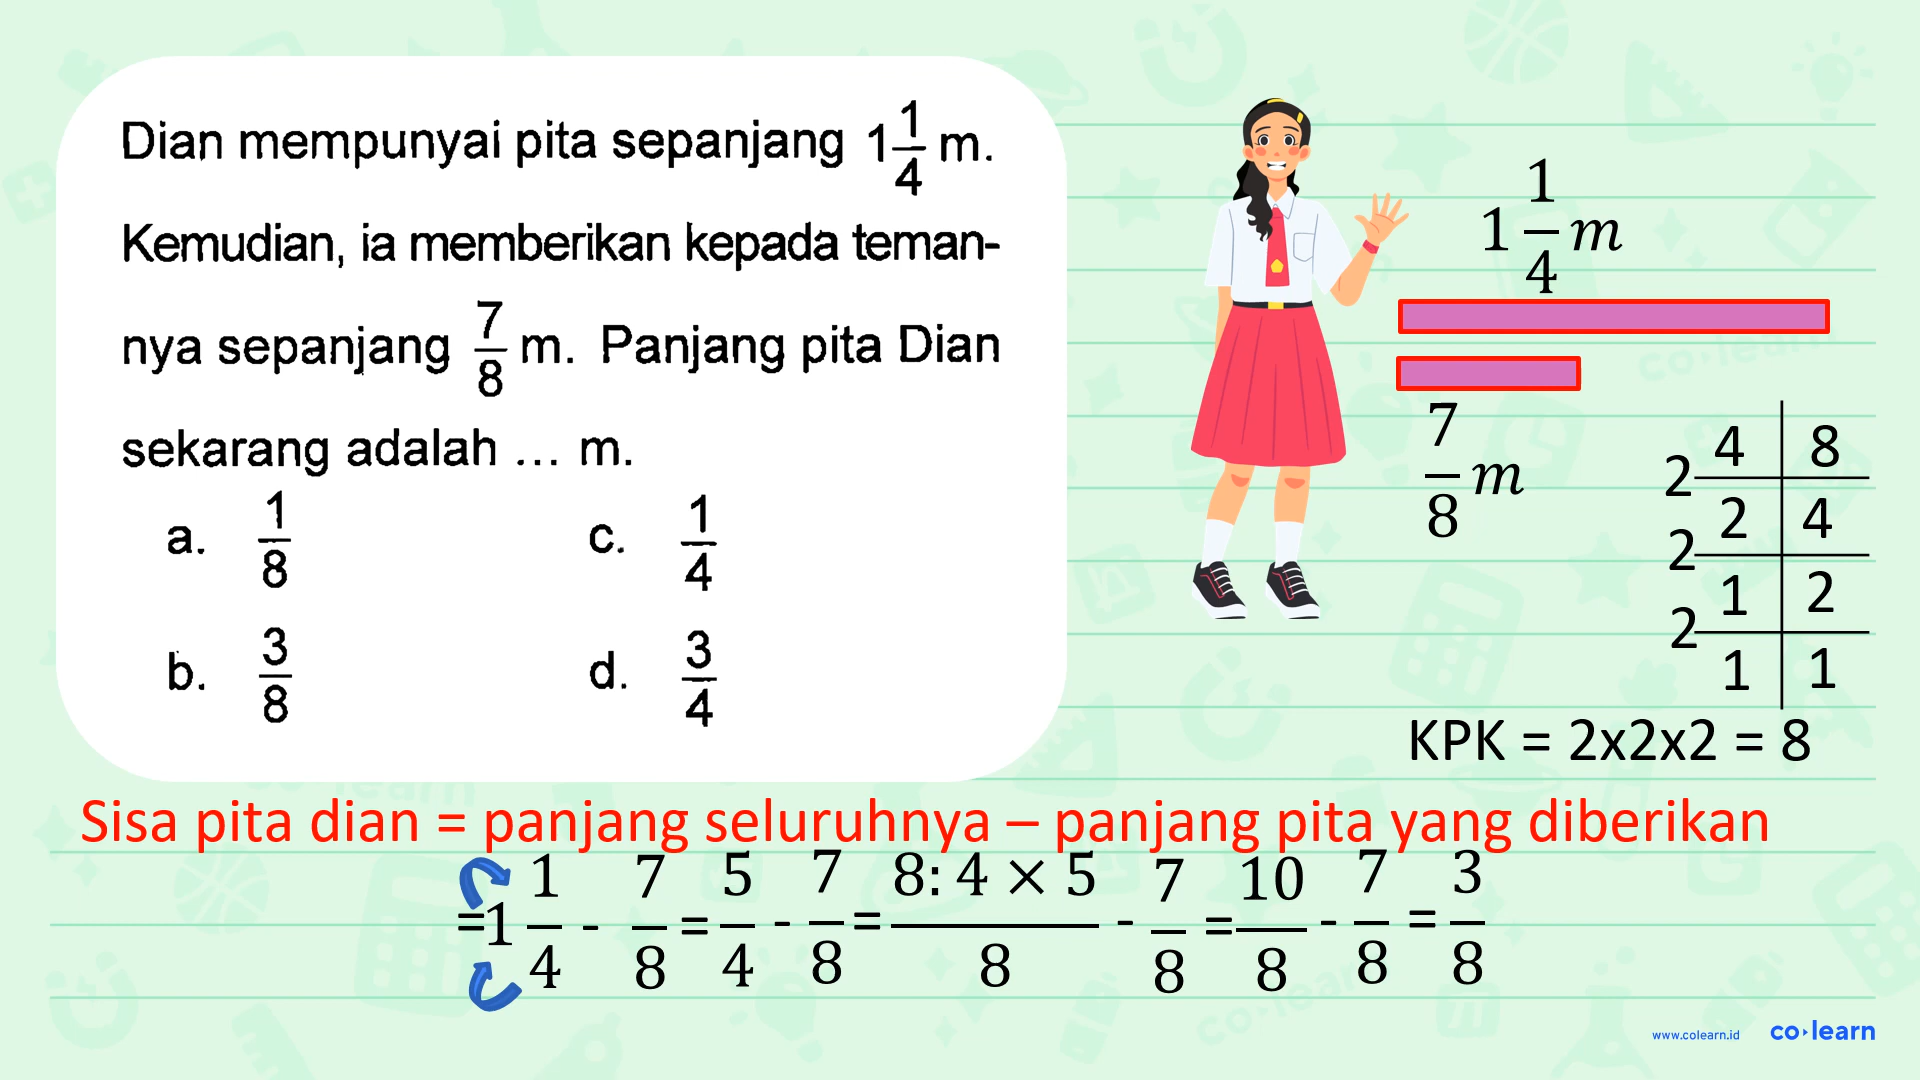 Dian mempunyai pita sepanjang 1 1/4 m.
Kemudian, ia memberikan kepada teman-
nya sepanjang 7/8 m. Panjang pita Dian
sekarang adalah ... m.
a. 1/8 c. 1/4
b. 3/8 d. 3/4
1 1/4 m
7/8 m
4 8
2
2 4
2
1 2
2
1 1
KPK = 2x2x2 = 8
Sisa pita dian = panjang seluruhnya – panjang pita yang diberikan
=1 1/4 - 7/8 = 5/4 - 7/8 = 8:4 × 5/8 - 7/8 = 10/8 - 7/8 = 3/8
www.colearn.id co learn